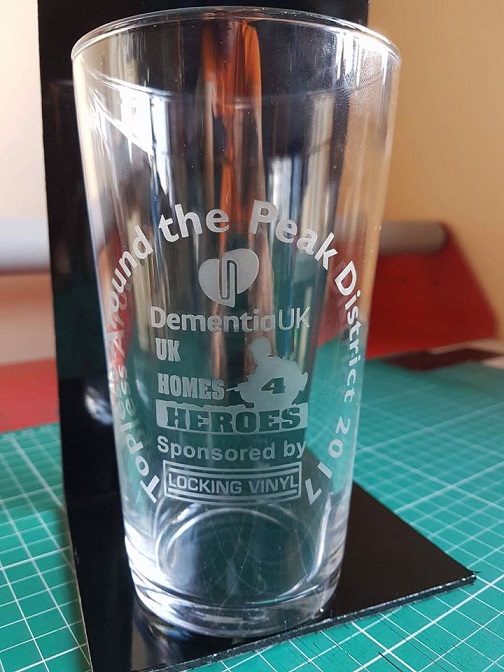 Topless Around the Peak District 2017
DementiaUK
UK
HOMES 4
HEROES
Sponsored by
LOCKING VINYL